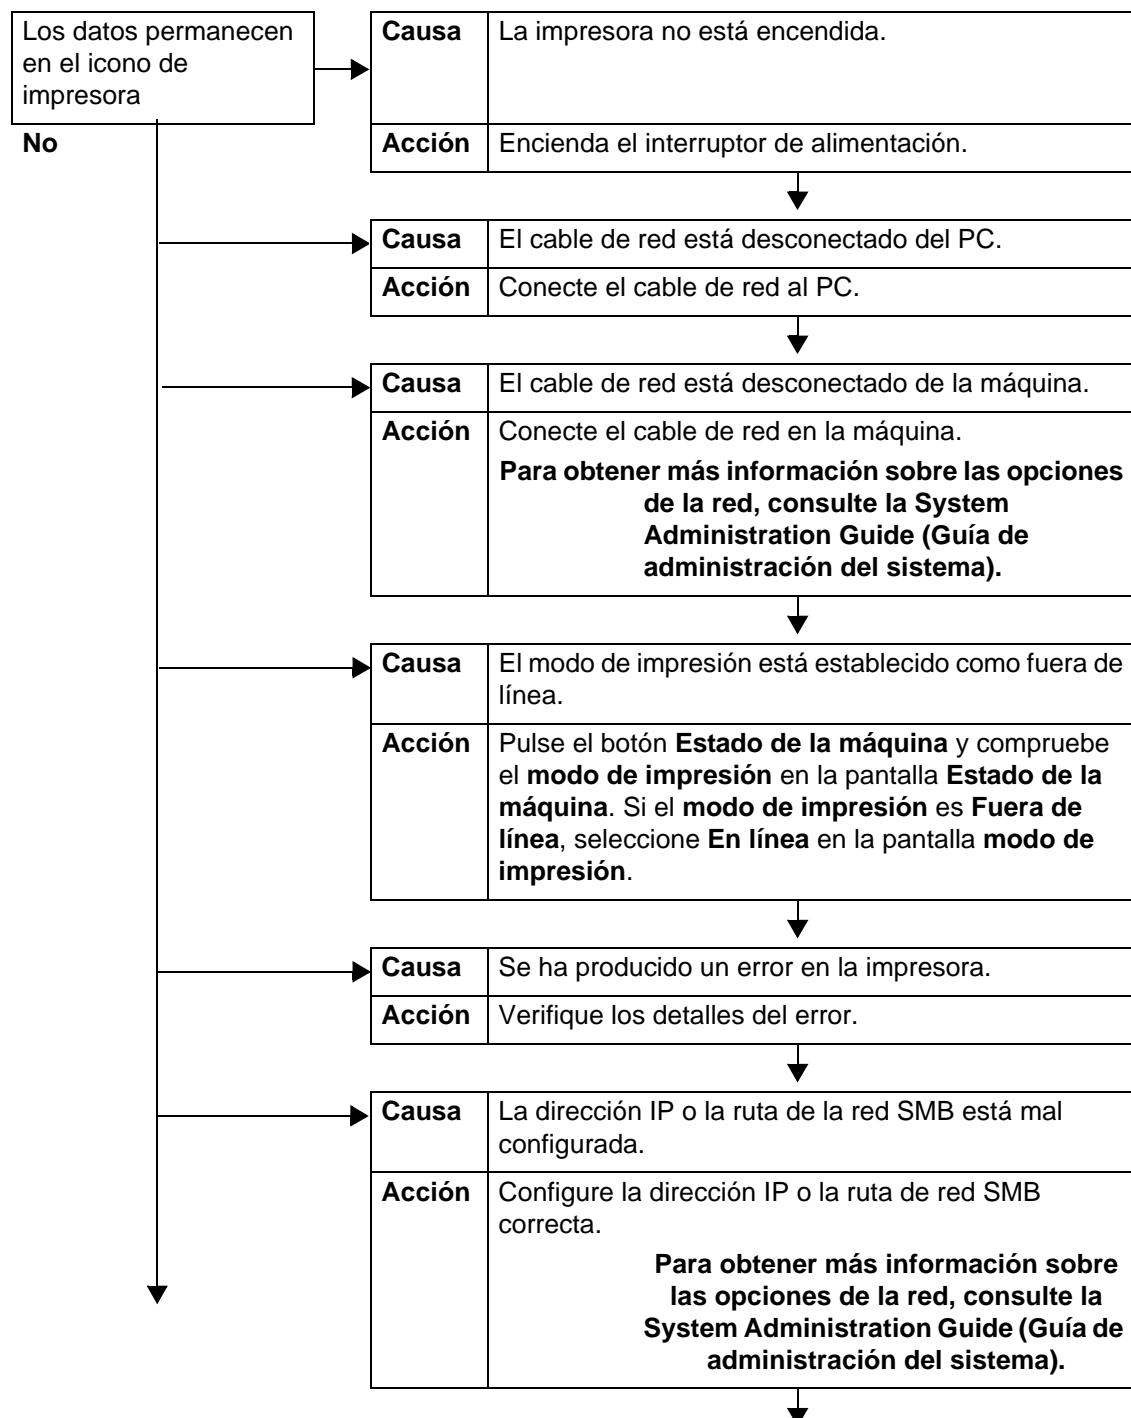 Los datos permanecen
en el icono de
impresora
Causa La impresora no está encendida.
No
Acción Encienda el interruptor de alimentación.
Causa El cable de red está desconectado del PC.
Acción Conecte el cable de red al PC.
Causa El cable de red está desconectado de la máquina.
Acción Conecte el cable de red en la máquina.
Para obtener más información sobre las opciones
de la red, consulte la System
Administration Guide (Guía de
administración del sistema).
Causa El modo de impresión está establecido como fuera de
línea.
Acción Pulse el botón Estado de la máquina y compruebe
el modo de impresión en la pantalla Estado de la
máquina. Si el modo de impresión es Fuera de
línea, seleccione En línea en la pantalla modo de
impresión.
Causa Se ha producido un error en la impresora.
Acción Verifique los detalles del error.
Causa La dirección IP o la ruta de la red SMB está mal
configurada.
Acción Configure la dirección IP o la ruta de red SMB
correcta.
Para obtener más información sobre
las opciones de la red, consulte la
System Administration Guide (Guía de
administración del sistema).